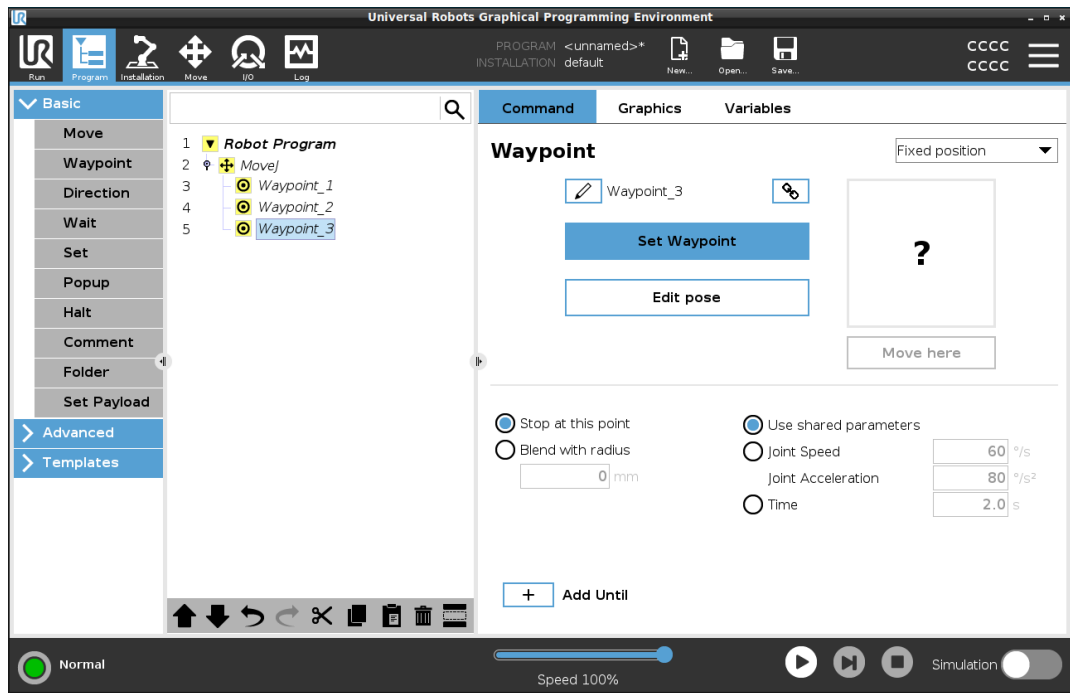 Universal Robots Graphical Programming Environment
Run
Program
Installation
Move
I/O
Log
PROGRAM <unnamed>*
INSTALLATION default
New...
Open...
Save...
CCCC
CCCC
Basic
Move
Waypoint
Direction
Wait
Set
Popup
Halt
Comment
Folder
Set Payload
Advanced
Templates
1 Robot Program
2 MoveJ
3 Waypoint_1
4 Waypoint_2
5 Waypoint_3
Command Graphics Variables
Waypoint
Fixed position
Waypoint_3
Set Waypoint
Edit pose
?
Move here
Stop at this point
Blend with radius
0 mm
Use shared parameters
Joint Speed 60 °/s
Joint Acceleration 80 °/s²
Time 2.0 s
+ Add Until
Normal
Speed 100%
Simulation